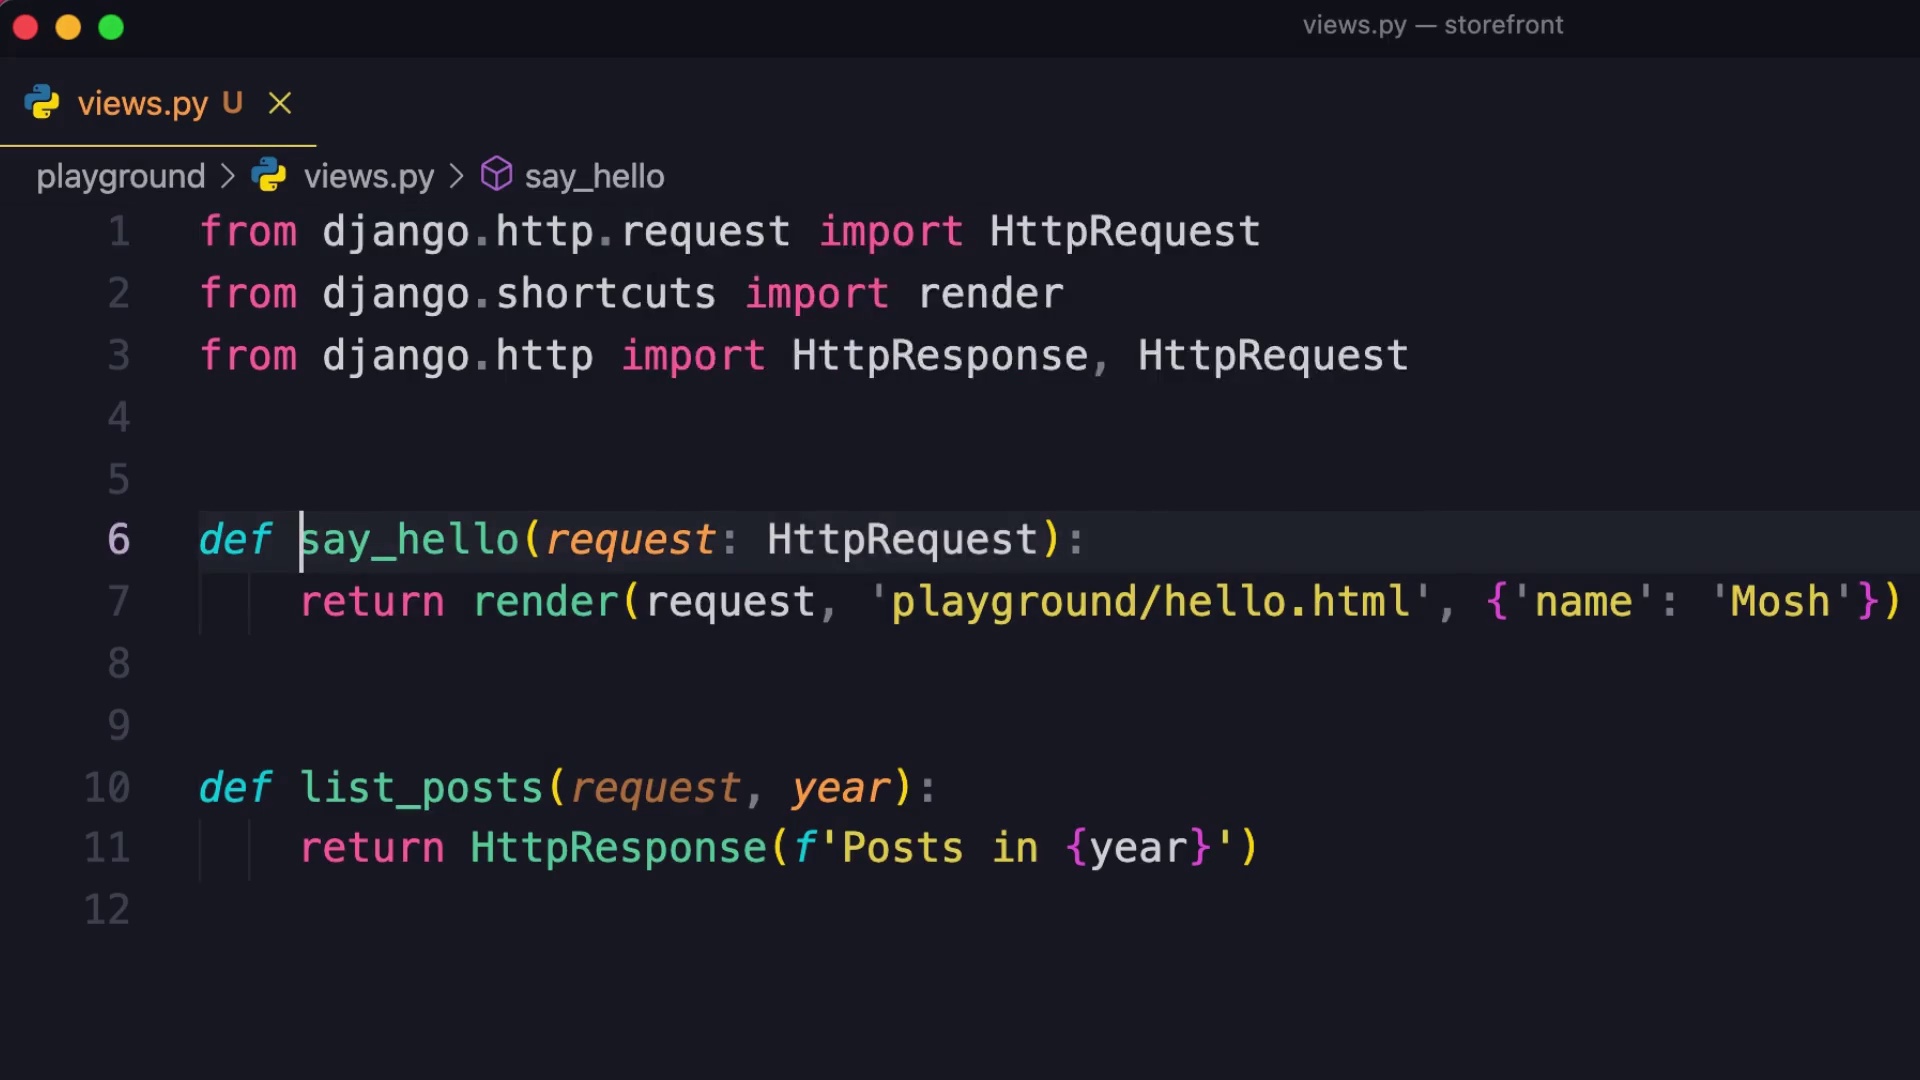 views.py — storefront
views.py U
playground > views.py > say_hello
1 from django.http.request import HttpRequest
2 from django.shortcuts import render
3 from django.http import HttpResponse, HttpRequest
4
5
6 def say_hello(request: HttpRequest):
7     return render(request, 'playground/hello.html', {'name': 'Mosh'})
8
9
10 def list_posts(request, year):
11     return HttpResponse(f'Posts in {year}')
12